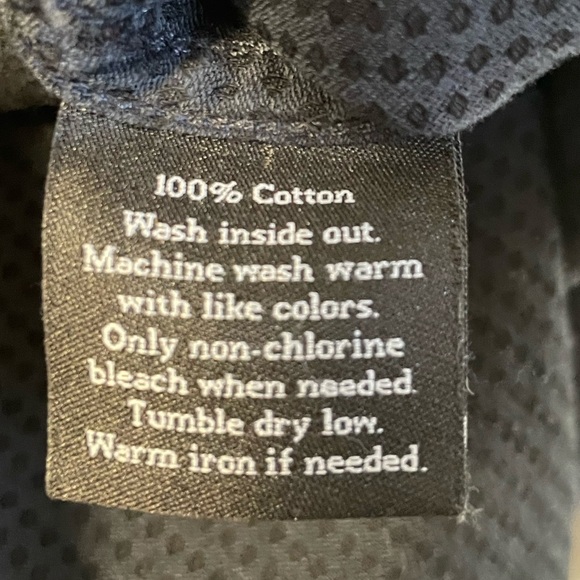 100% Cotton
Wash inside out.
Machine wash warm
with like colors.
Only non-chlorine
bleach when needed.
Tumble dry low.
Warm iron if needed.